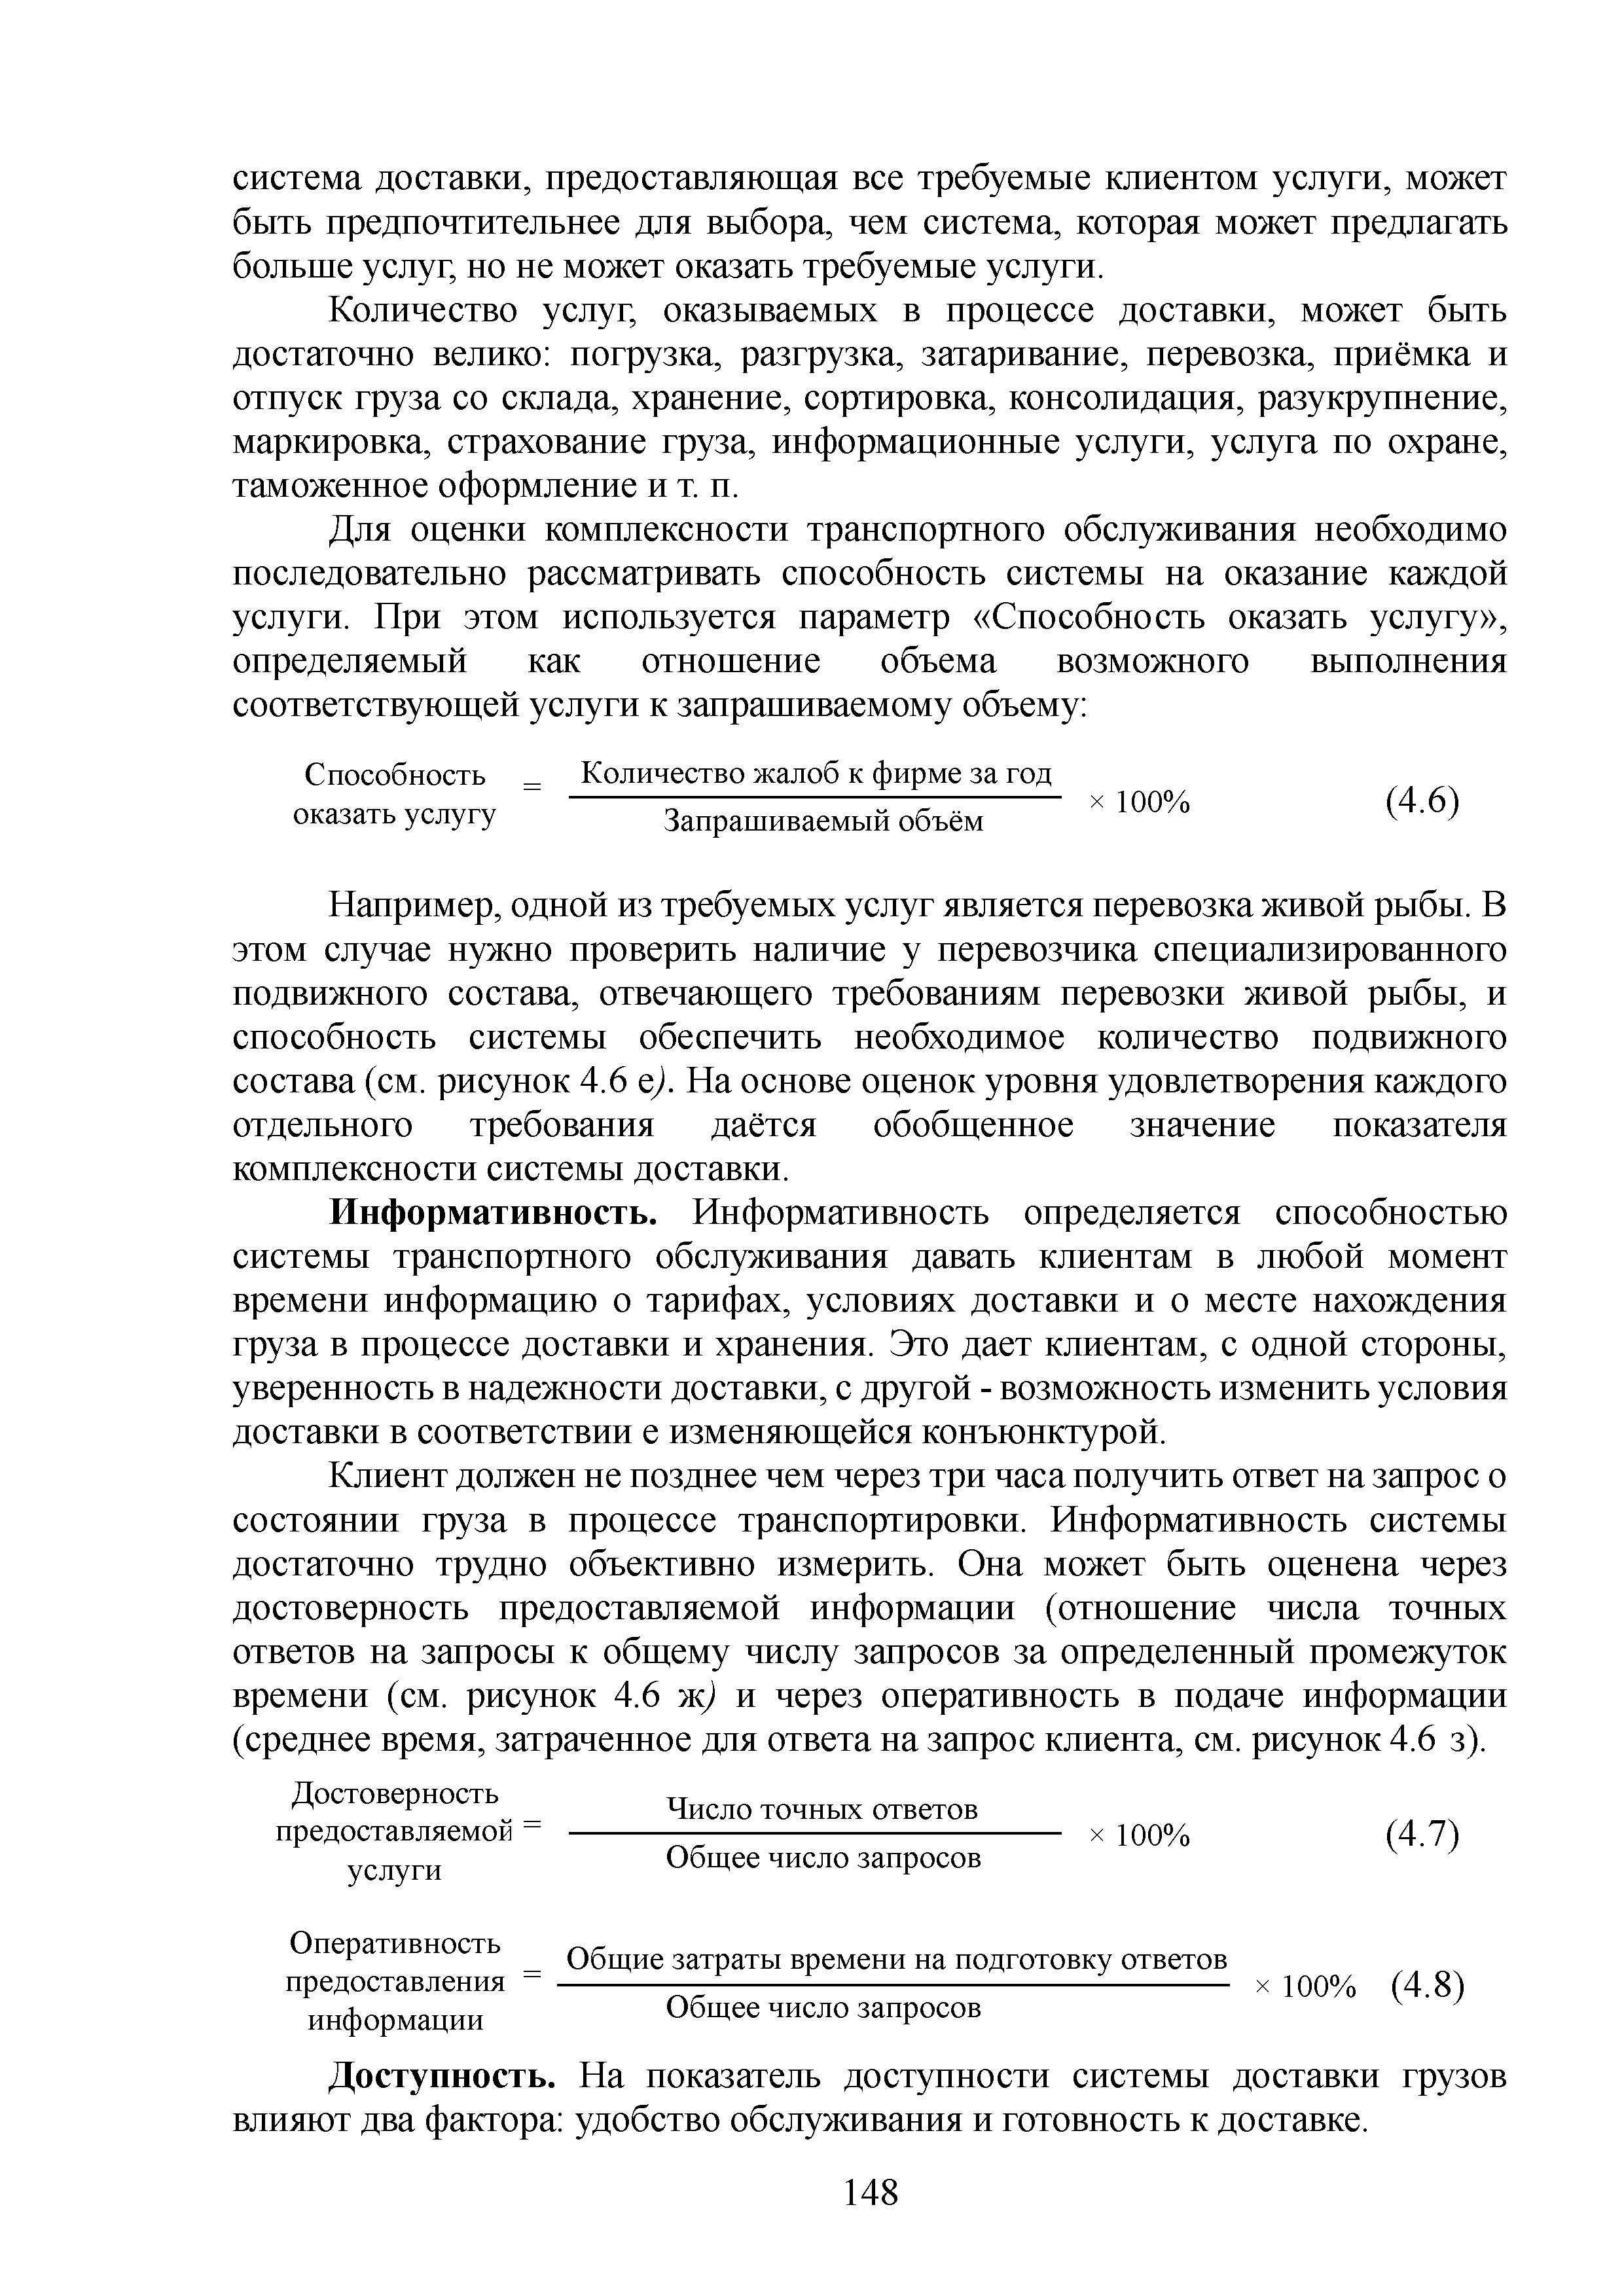 система доставки, предоставляющая все требуемые клиентом услуги, может
быть предпочтительнее для выбора, чем система, которая может предлагать
больше услуг, но не может оказать требуемые услуги.
Количество услуг, оказываемых в процессе доставки, может быть
достаточно велико: погрузка, разгрузка, затаривание, перевозка, приёмка и
отпуск груза со склада, хранение, сортировка, консолидация, разукрупнение,
маркировка, страхование груза, информационные услуги, услуга по охране,
таможенное оформление и т. п.
Для оценки комплексности транспортного обслуживания необходимо
последовательно рассматривать способность системы на оказание каждой
услуги. При этом используется параметр «Способность оказать услугу»,
определяемый как отношение объема возможного выполнения
соответствующей услуги к запрашиваемому объему:
Способность
оказать услугу
=
Количество жалоб к фирме за год
Запрашиваемый объём
× 100%
(4.6)
Например, одной из требуемых услуг является перевозка живой рыбы. В
этом случае нужно проверить наличие у перевозчика специализированного
подвижного состава, отвечающего требованиям перевозки живой рыбы, и
способность системы обеспечить необходимое количество подвижного
состава (см. рисунок 4.6 е). На основе оценок уровня удовлетворения каждого
отдельного требования даётся обобщенное значение показателя
комплексности системы доставки.
Информативность. Информативность определяется способностью
системы транспортного обслуживания давать клиентам в любой момент
времени информацию о тарифах, условиях доставки и о месте нахождения
груза в процессе доставки и хранения. Это дает клиентам, с одной стороны,
уверенность в надежности доставки, с другой - возможность изменить условия
доставки в соответствии е изменяющейся конъюнктурой.
Клиент должен не позднее чем через три часа получить ответ на запрос о
состоянии груза в процессе транспортировки. Информативность системы
достаточно трудно объективно измерить. Она может быть оценена через
достоверность предоставляемой информации (отношение числа точных
ответов на запросы к общему числу запросов за определенный промежуток
времени (см. рисунок 4.6 ж) и через оперативность в подаче информации
(среднее время, затраченное для ответа на запрос клиента, см. рисунок 4.6 з).
Достоверность
предоставляемой
услуги
=
Число точных ответов
Общее число запросов
× 100%
(4.7)
Оперативность
предоставления
информации
=
Общие затраты времени на подготовку ответов
Общее число запросов
× 100%
(4.8)
Доступность. На показатель доступности системы доставки грузов
влияют два фактора: удобство обслуживания и готовность к доставке.
148